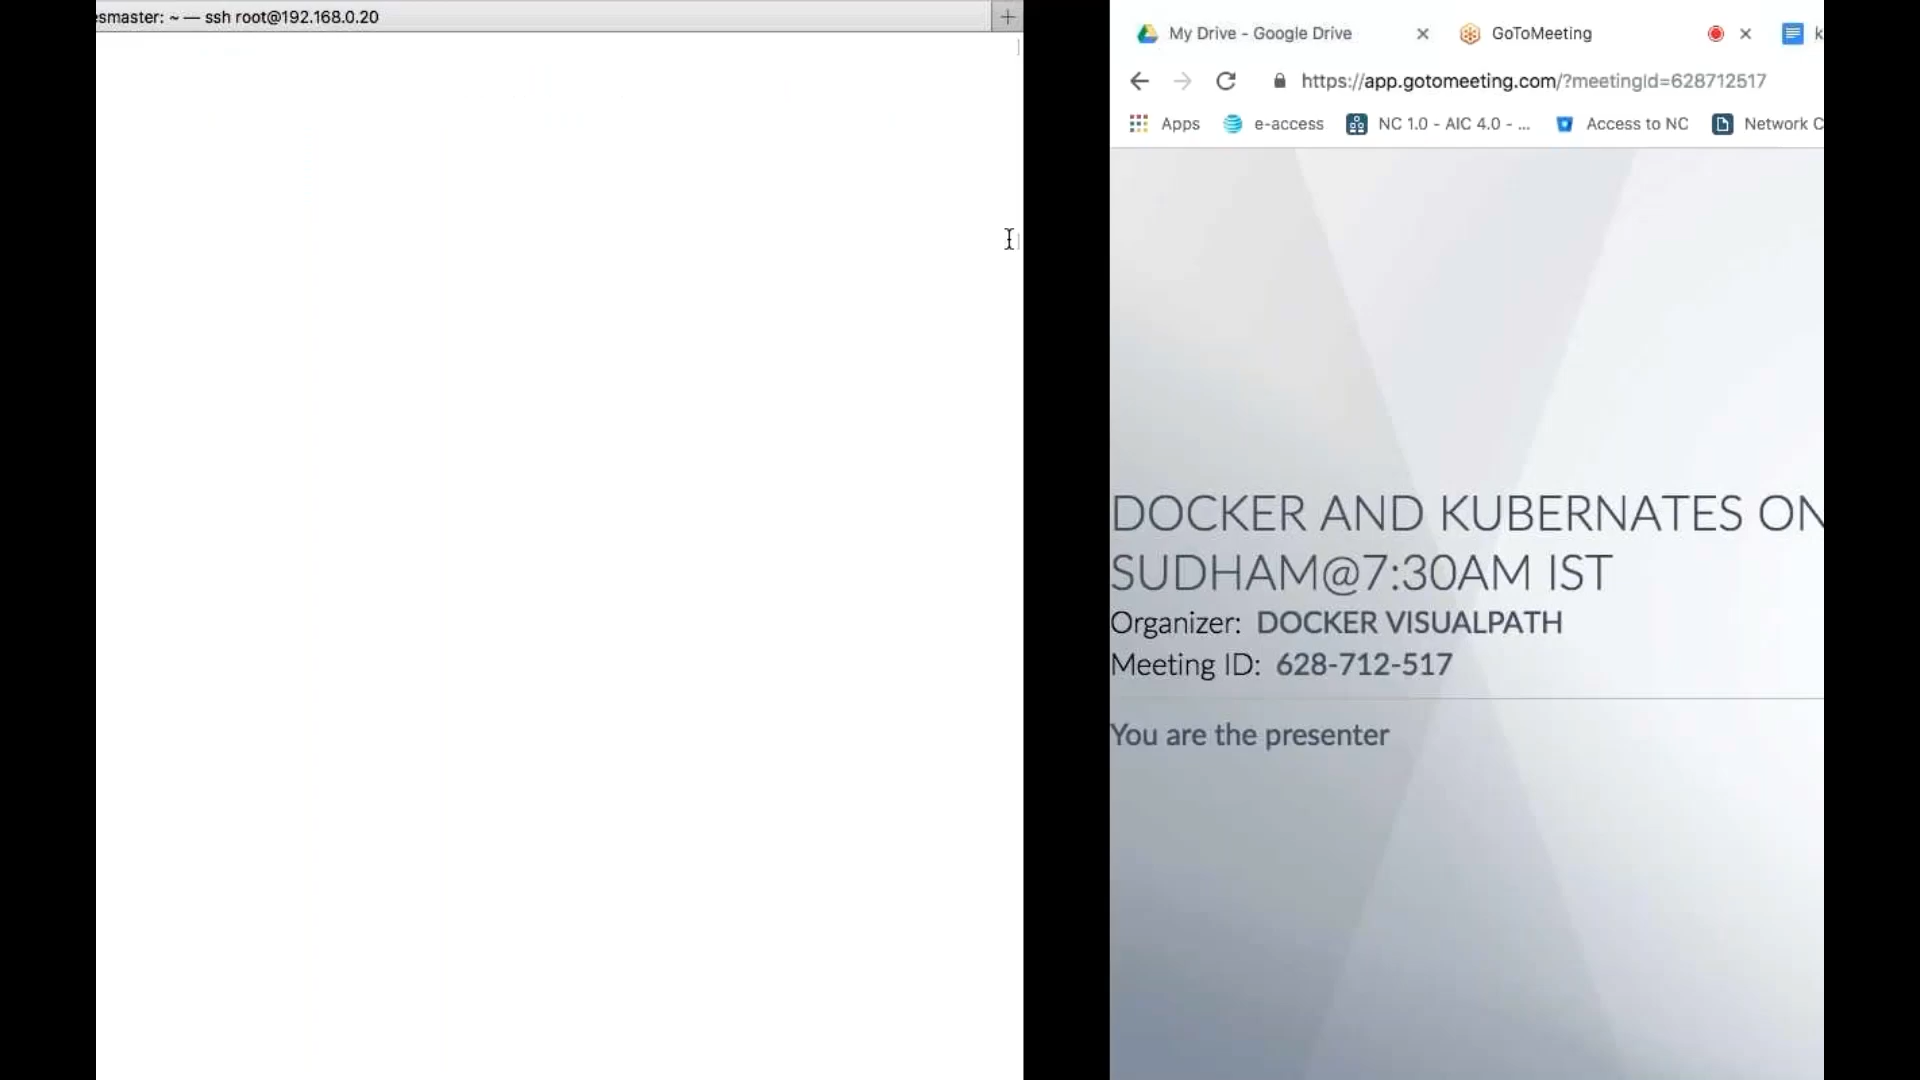 esmaster: ~ — ssh root@192.168.0.20
My Drive - Google Drive
GoToMeeting
https://app.gotomeeting.com/?meetingId=628712517
Apps
e-access
NC 1.0 - AIC 4.0 - ...
Access to NC
Network C
DOCKER AND KUBERNATES ON
SUDHAM@7:30AM IST
Organizer: DOCKER VISUALPATH
Meeting ID: 628-712-517
You are the presenter